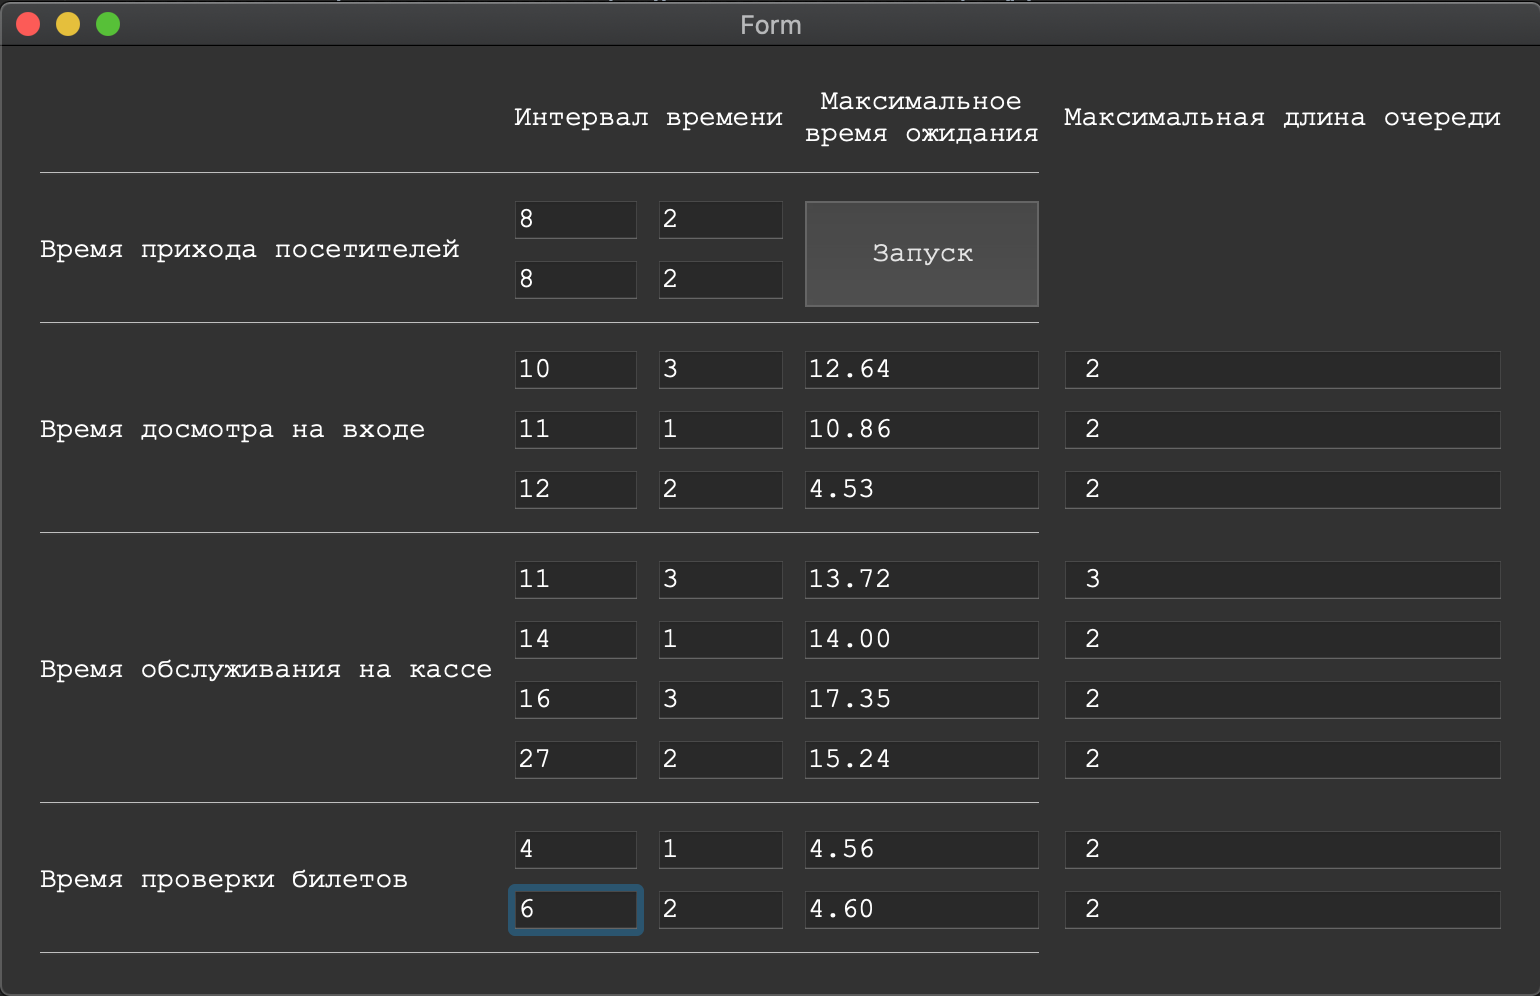 Form
Интервал времени
Максимальное
время ожидания
Максимальная длина очереди
Время прихода посетителей
8 2
Запуск
8 2
Время досмотра на входе
10 3 12.64 2
11 1 10.86 2
12 2 4.53 2
Время обслуживания на кассе
11 3 13.72 3
14 1 14.00 2
16 3 17.35 2
27 2 15.24 2
Время проверки билетов
4 1 4.56 2
6 2 4.60 2